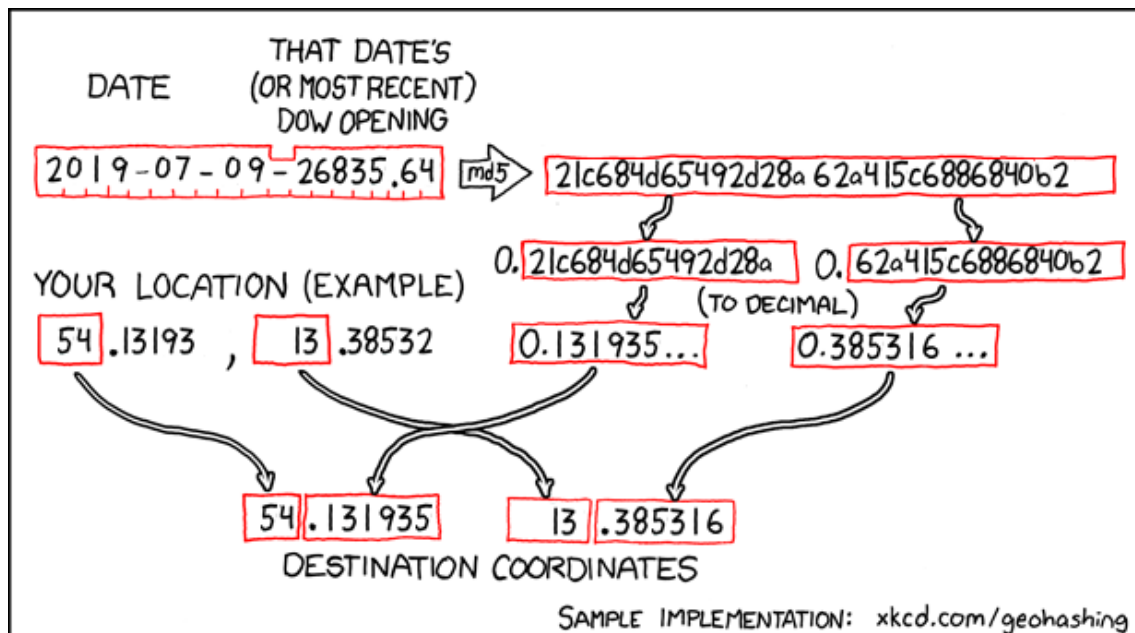 DATE
THAT DATE'S
(OR MOST RECENT)
DOW OPENING
2019-07-09-26835.64
md5
21c684d65492d28a62a415c6886840b2
0.21c684d65492d28a
0.62a415c6886840b2
(TO DECIMAL)
YOUR LOCATION (EXAMPLE)
54.13193, 13.38532
0.131935...
0.385316...
54.131935
13.385316
DESTINATION COORDINATES
SAMPLE IMPLEMENTATION: xkcd.com/geohashing